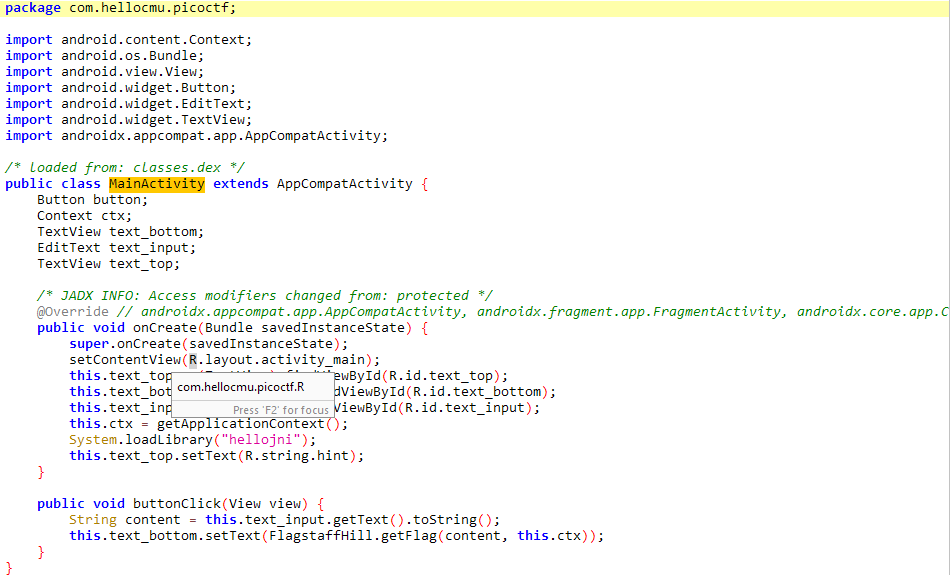 package com.hellocmu.picoctf;
import android.content.Context;
import android.os.Bundle;
import android.view.View;
import android.widget.Button;
import android.widget.EditText;
import android.widget.TextView;
import androidx.appcompat.app.AppCompatActivity;
/* loaded from: classes.dex */
public class MainActivity extends AppCompatActivity {
    Button button;
    Context ctx;
    TextView text_bottom;
    EditText text_input;
    TextView text_top;
    /* JADX INFO: Access modifiers changed from: protected */
    @Override // androidx.appcompat.app.AppCompatActivity, androidx.fragment.app.FragmentActivity, androidx.core.app.C
    public void onCreate(Bundle savedInstanceState) {
        super.onCreate(savedInstanceState);
        setContentView(R.layout.activity_main);
        this.text_top ViewById(R.id.text_top);
        this.text_bot dViewById(R.id.text_bottom);
        this.text_inp ViewById(R.id.text_input);
com.hellocmu.picoctf.R
Press 'F2' for focus
        this.ctx = getApplicationContext();
        System.loadLibrary("hellojni");
        this.text_top.setText(R.string.hint);
    }
    public void buttonClick(View view) {
        String content = this.text_input.getText().toString();
        this.text_bottom.setText(FlagstaffHill.getFlag(content, this.ctx));
    }
}